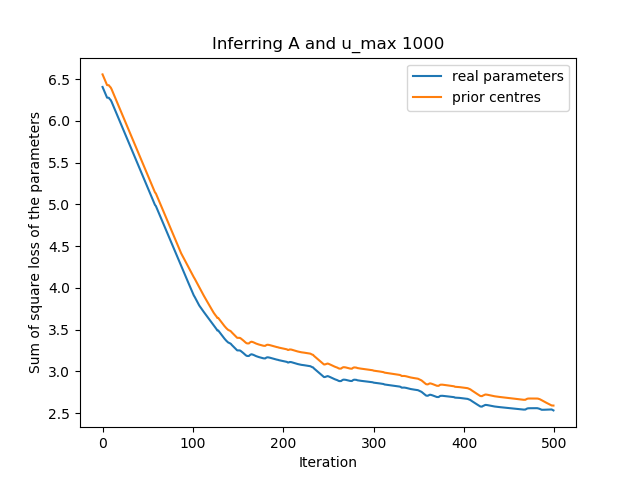 Inferring A and u_max 1000
real parameters
prior centres
Sum of square loss of the parameters
6.5
6.0
5.5
5.0
4.5
4.0
3.5
3.0
2.5
0 100 200 300 400 500
Iteration